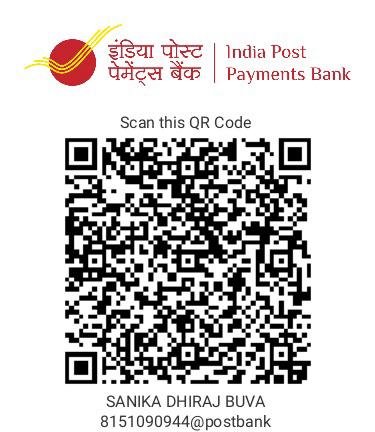 इंडिया पोस्ट
पेमेंट्स बैंक
India Post
Payments Bank
Scan this QR Code
SANIKA DHIRAJ BUVA
8151090944@postbank